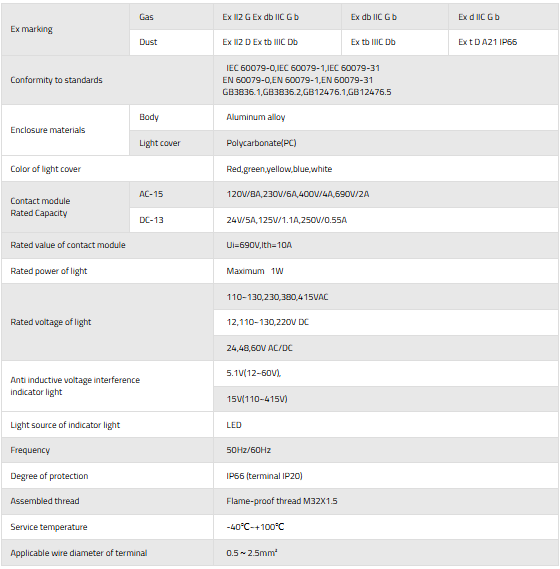 Ex marking Gas Ex II2 G Ex db IIC G b Ex db IIC G b Ex d IIC G b
Dust Ex II2 D Ex tb IIIC Db Ex tb IIIC Db Ex t D A21 IP66
Conformity to standards
IEC 60079-0,IEC 60079-1,IEC 60079-31
EN 60079-0,EN 60079-1,EN 60079-31
GB3836.1,GB3836.2,GB12476.1,GB12476.5
Enclosure materials
Body Aluminum alloy
Light cover Polycarbonate(PC)
Color of light cover Red,green,yellow,blue,white
Contact module
Rated Capacity
AC-15 120V/8A,230V/6A,400V/4A,690V/2A
DC-13 24V/5A,125V/1.1A,250V/0.55A
Rated value of contact module Ui=690V,Ith=10A
Rated power of light Maximum 1W
Rated voltage of light
110~130,230,380,415VAC
12,110~130,220V DC
24,48,60V AC/DC
Anti inductive voltage interference
indicator light
5.1V(12~60V),
15V(110~415V)
Light source of indicator light LED
Frequency 50Hz/60Hz
Degree of protection IP66 (terminal IP20)
Assembled thread Flame-proof thread M32X1.5
Service temperature -40℃~+100℃
Applicable wire diameter of terminal 0.5 ~ 2.5mm²